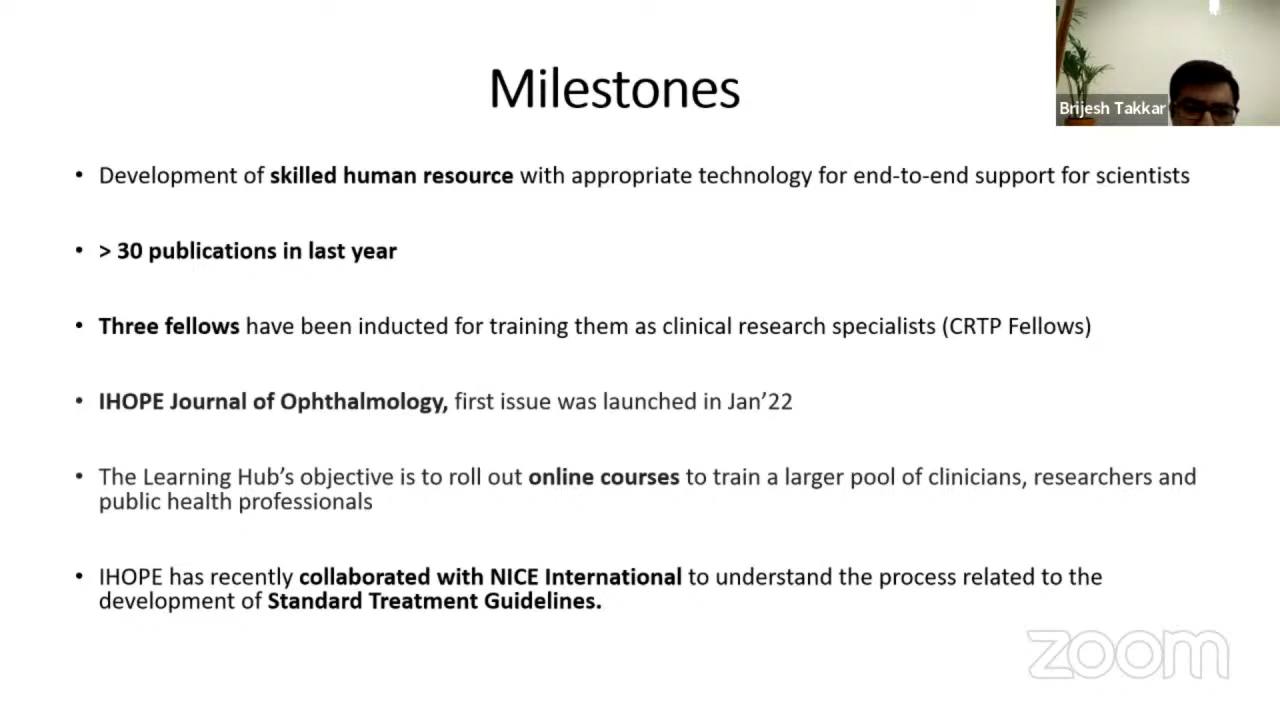 Milestones
Brijesh Takkar
• Development of skilled human resource with appropriate technology for end-to-end support for scientists
• > 30 publications in last year
• Three fellows have been inducted for training them as clinical research specialists (CRTP Fellows)
• IHOPE Journal of Ophthalmology, first issue was launched in Jan’22
• The Learning Hub’s objective is to roll out online courses to train a larger pool of clinicians, researchers and
public health professionals
• IHOPE has recently collaborated with NICE International to understand the process related to the
development of Standard Treatment Guidelines.
zoom